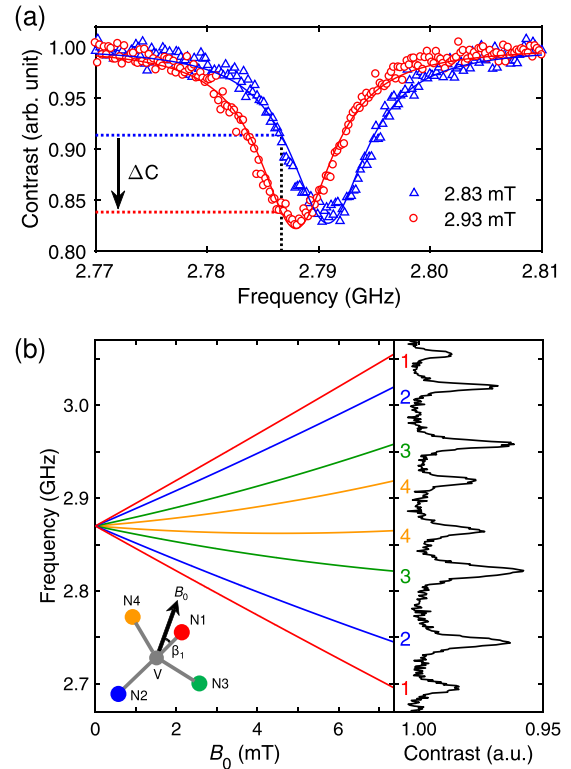 (a)
1.00
0.95
0.90
0.85
0.80
Contrast (arb. unit)
ΔC
2.83 mT
2.93 mT
2.77 2.78 2.79 2.80 2.81
Frequency (GHz)
(b)
3.0
2.9
2.8
2.7
Frequency (GHz)
1
2
3
4
4
3
2
1
N4
B0
N1
β1
V
N2
N3
0 2 4 6
B0 (mT)
1.00 0.95
Contrast (a.u.)